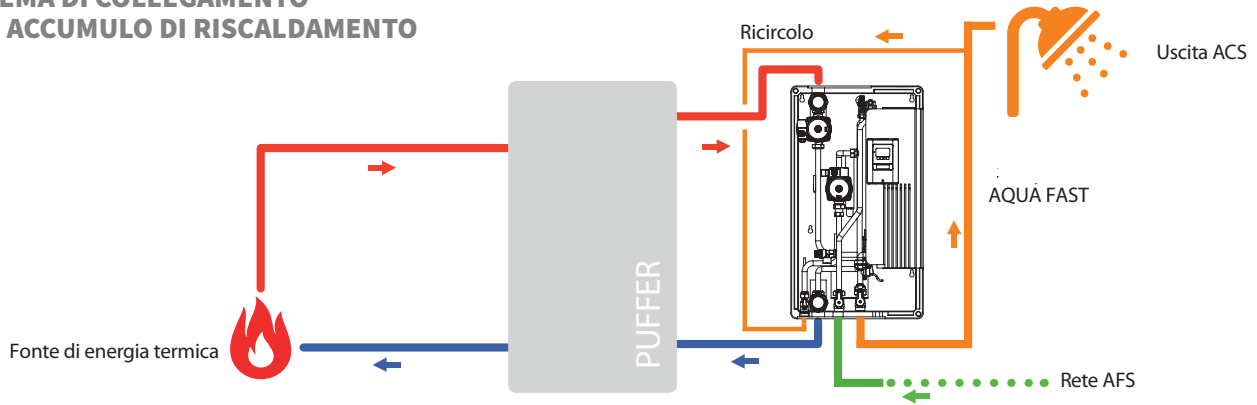 ACCUMULO DI RISCALDAMENTO
Ricircolo
Uscita ACS
AQUA FAST
PUFFER
Fonte di energia termica
Rete AFS